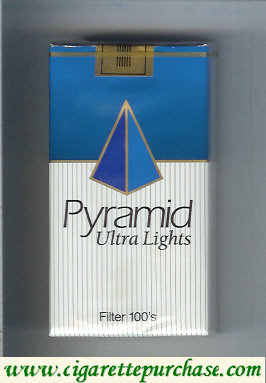 Pyramid
Ultra Lights
Filter 100's
www.cigarettepurchase.com